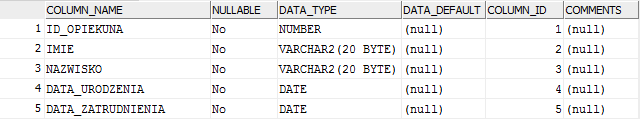 COLUMN_NAME NULLABLE DATA_TYPE DATA_DEFAULT COLUMN_ID COMMENTS
1 ID_OPIEKUNA No NUMBER (null) 1 (null)
2 IMIE No VARCHAR2(20 BYTE) (null) 2 (null)
3 NAZWISKO No VARCHAR2(20 BYTE) (null) 3 (null)
4 DATA_URODZENIA No DATE (null) 4 (null)
5 DATA_ZATRUDNIENIA No DATE (null) 5 (null)